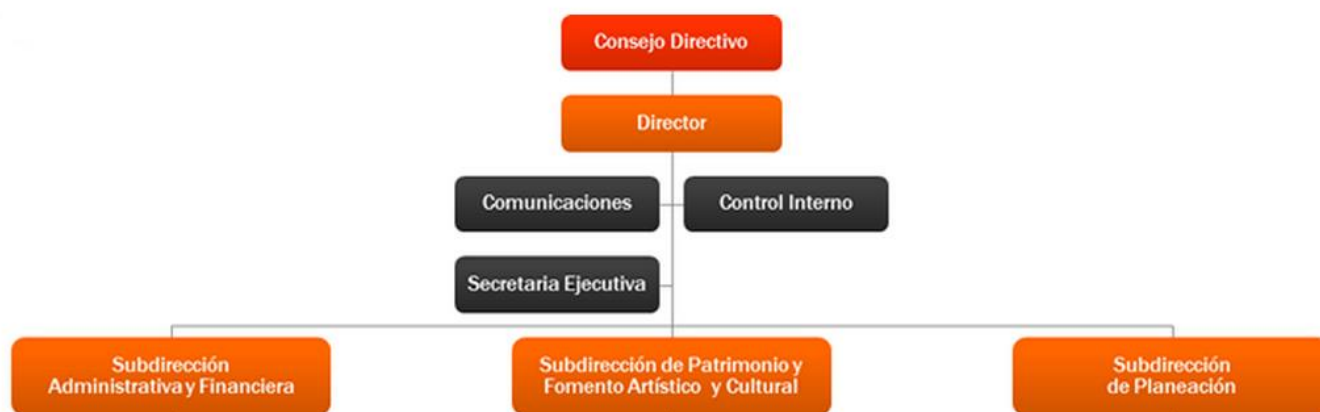 Consejo Directivo
Director
Comunicaciones
Control Interno
Secretaria Ejecutiva
Subdirección
Administrativa y Financiera
Subdirección de Patrimonio y
Fomento Artístico y Cultural
Subdirección
de Planeación